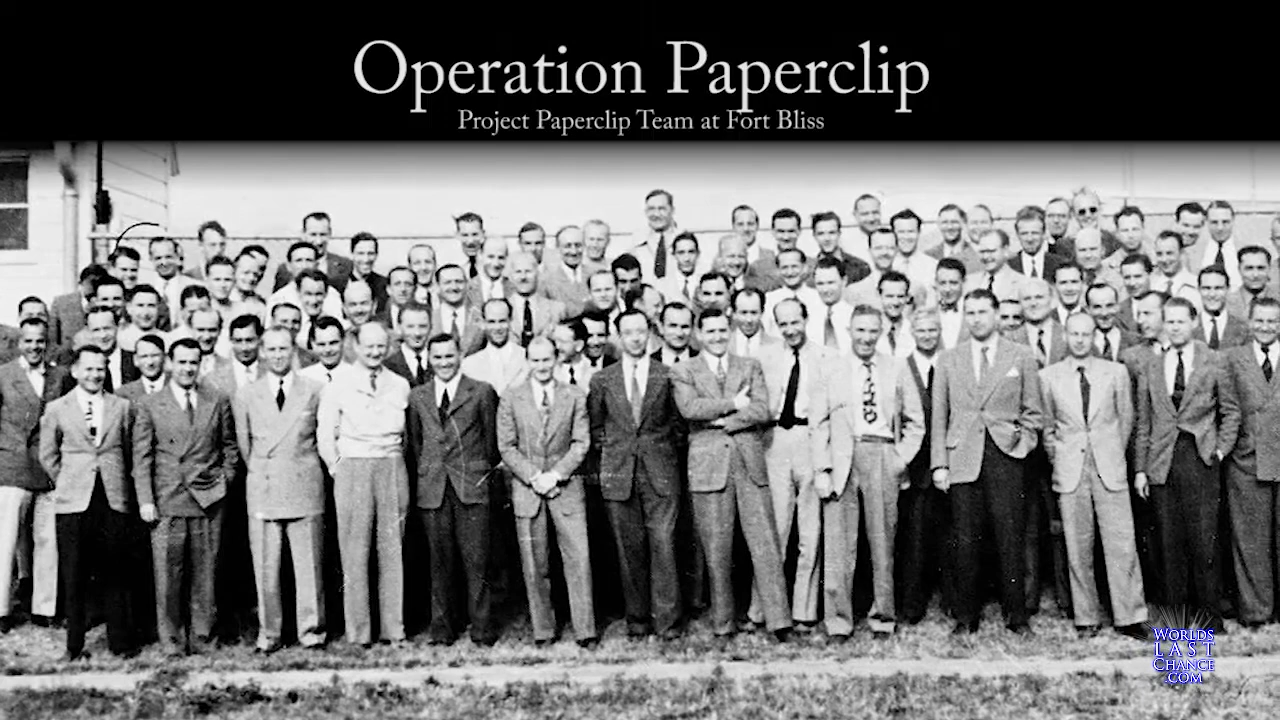 Operation Paperclip
Project Paperclip Team at Fort Bliss
WORLDS
LAST
CHANCE
.COM